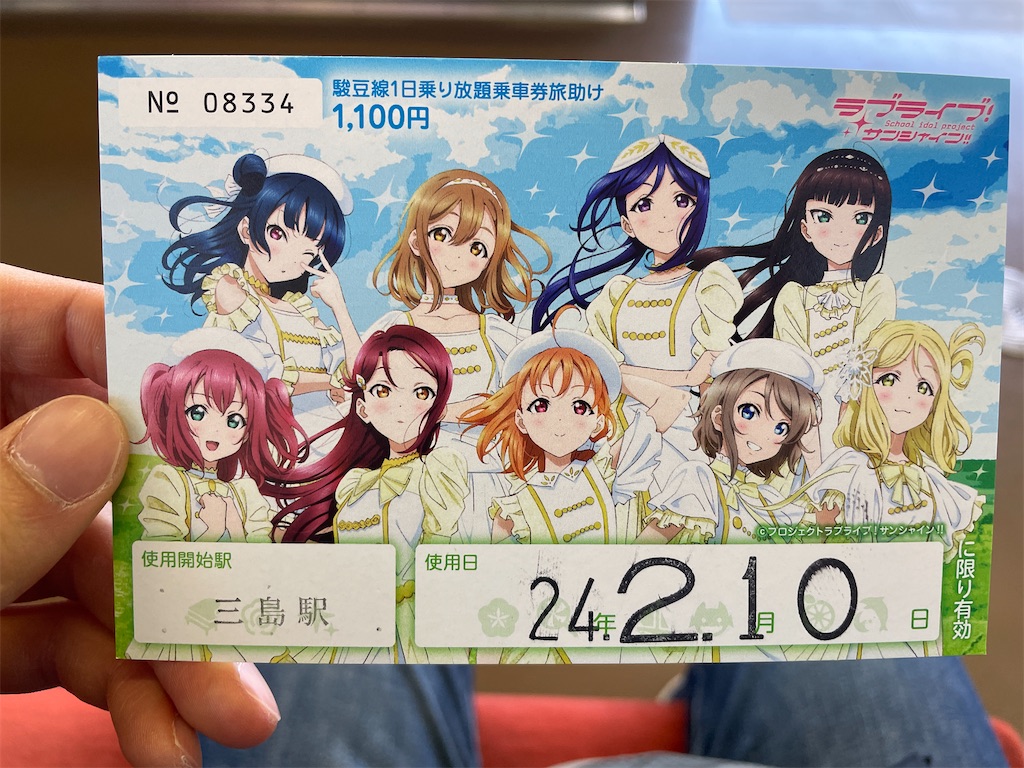 № 08334
駿豆線1日乗り放題乗車券旅助け
1,100円
ラブライブ!
School idol project
サンシャイン!!
©プロジェクトラブライブ!サンシャイン!!
使用開始駅
三島駅
使用日
24.年2.1月0日
に限り有効